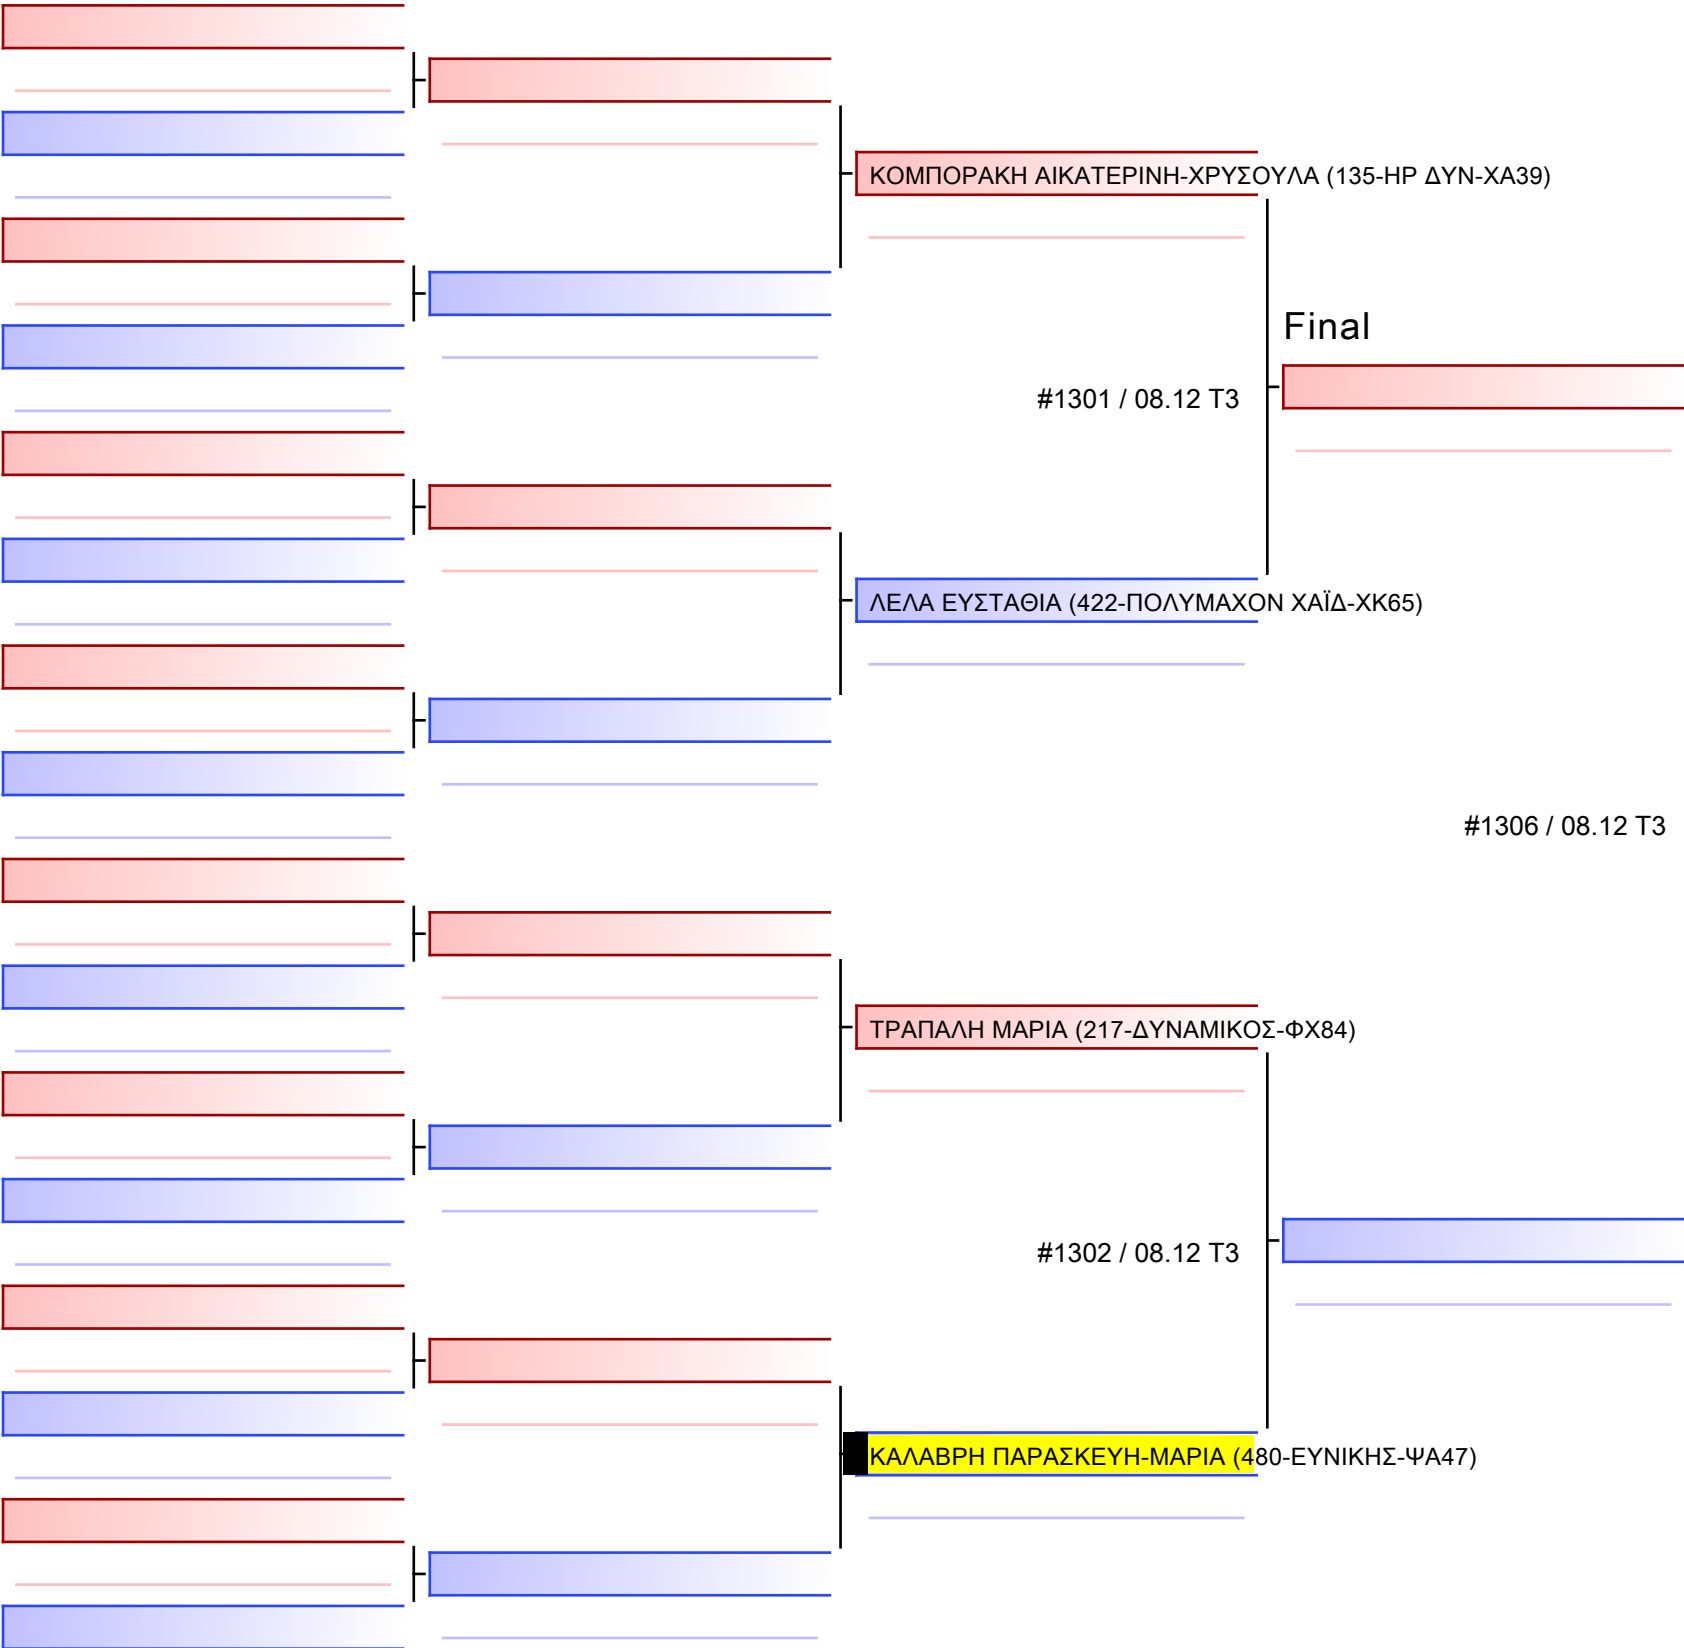 ΚΟΜΠΟΡΑΚΗ ΑΙΚΑΤΕΡΙΝΗ-ΧΡΥΣΟΥΛΑ (135-ΗΡ ΔΥΝ-ΧΑ39)
Final
#1301 / 08.12 T3
ΛΕΛΑ ΕΥΣΤΑΘΙΑ (422-ΠΟΛΥΜΑΧΟΝ ΧΑΪΔ-ΧΚ65)
#1306 / 08.12 T3
ΤΡΑΠΑΛΗ ΜΑΡΙΑ (217-ΔΥΝΑΜΙΚΟΣ-ΦΧ84)
#1302 / 08.12 T3
ΚΑΛΑΒΡΗ ΠΑΡΑΣΚΕΥΗ-ΜΑΡΙΑ (480-ΕΥΝΙΚΗΣ-ΨΑ47)